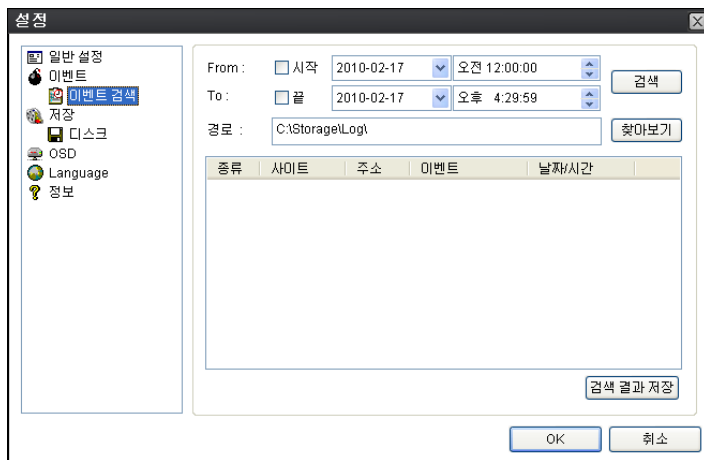 설정
일반 설정
이벤트
이벤트 검색
저장
디스크
OSD
Language
정보
From : 시작 2010-02-17 오전 12:00:00 검색
To : 끝 2010-02-17 오후 4:29:59
경로 : C:\Storage\Log\ 찾아보기
종류 사이트 주소 이벤트 날짜/시간
검색 결과 저장
OK 취소